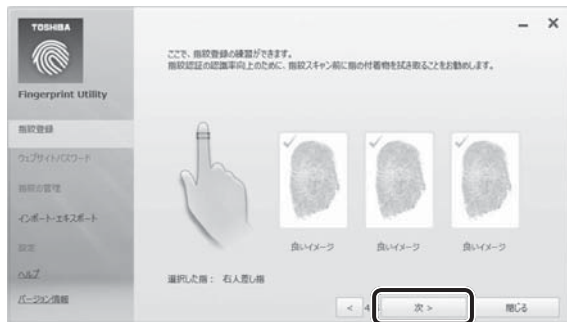 TOSHIBA
Fingerprint Utility
指紋登録
ウェブサイトパスワード
指紋の管理
インポート・エキスポート
設定
ヘルプ
バージョン情報
ここで、指紋登録の練習ができます。
指紋認証の認識率向上のために、指紋スキャン前に指の付着物を拭き取ることをお勧めします。
良いイメージ
良いイメージ
良いイメージ
選択した指： 右人差し指
< 4 次 > 閉じる